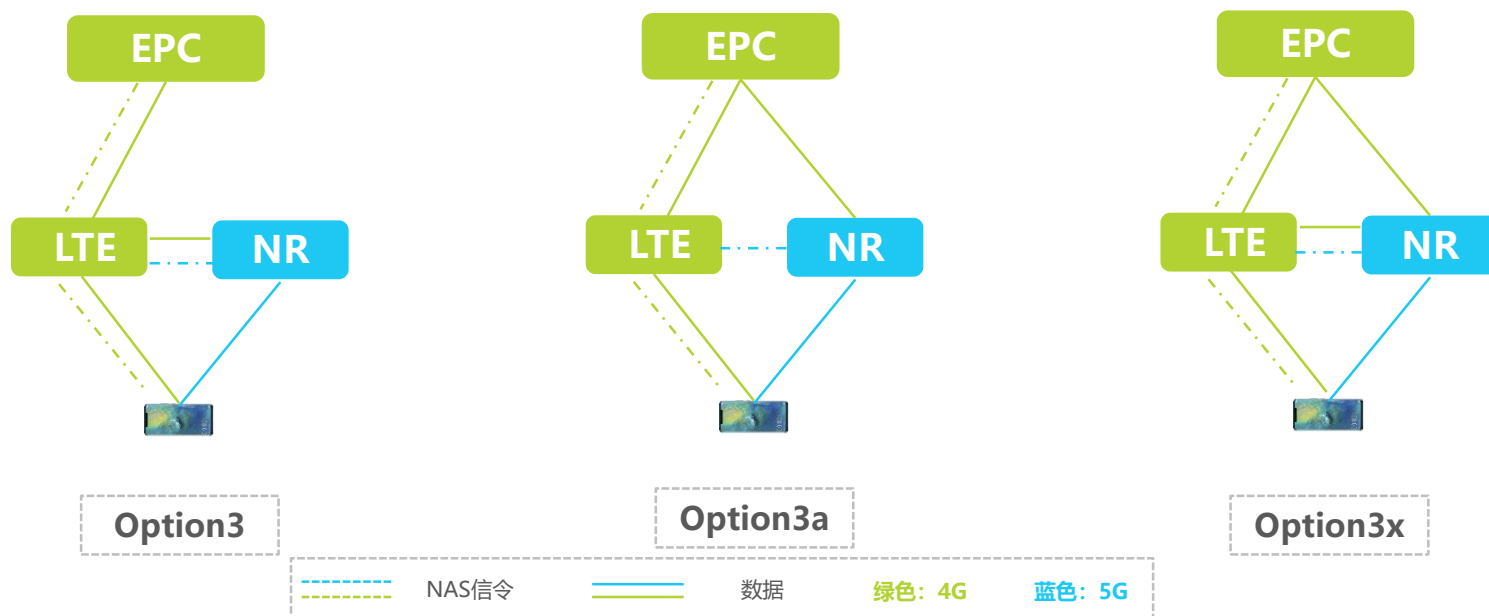 EPC
EPC
EPC
LTE
NR
LTE
NR
LTE
NR
Option3
Option3a
Option3x
NAS信令
数据
绿色：4G
蓝色：5G